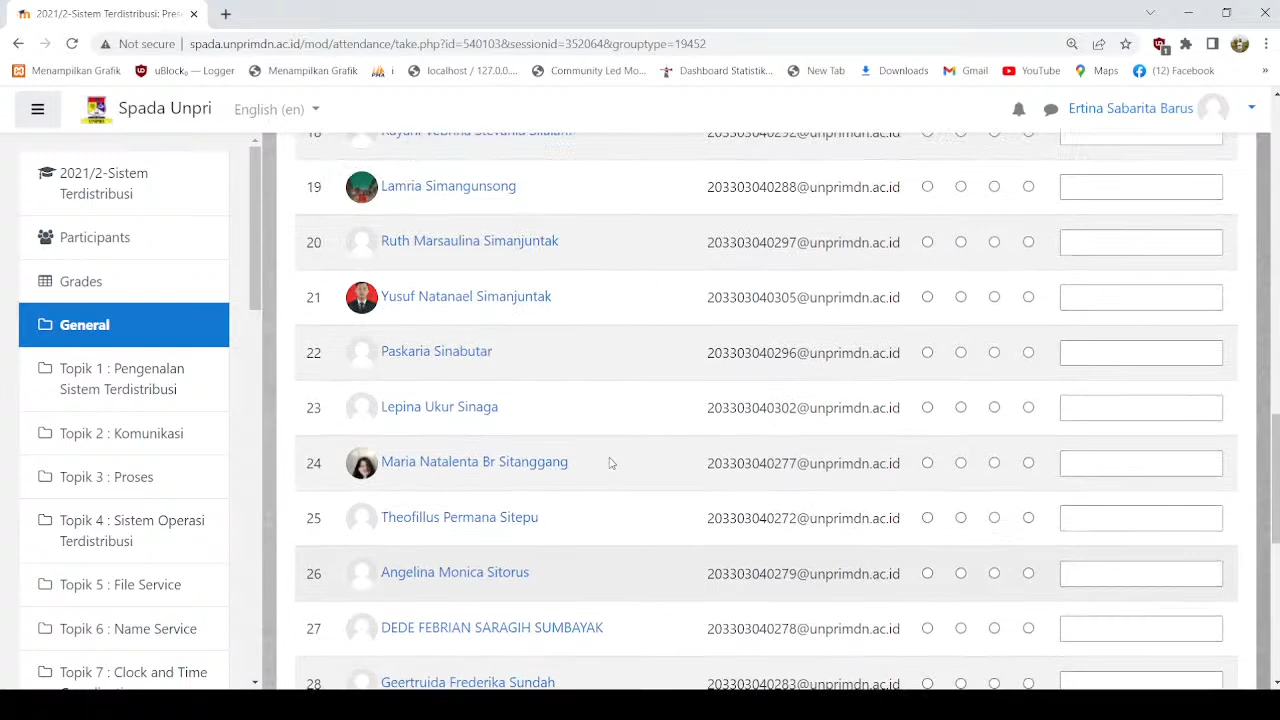 2021/2-Sistem Terdistribusi: Pres
Not secure
spada.unprimdn.ac.id/mod/attendance/take.php?id=540103&sessionid=352064&grouptype=19452
Menampilkan Grafik
uBlock_ — Logger
Menampilkan Grafik
i
localhost / 127.0.0....
Community Led Mo...
Dashboard Statistik...
New Tab
Downloads
Gmail
YouTube
Maps
(12) Facebook
»
Spada Unpri
English (en)
Ertina Sabarita Barus
2021/2-Sistem
Terdistribusi
Participants
Grades
General
Topik 1 : Pengenalan
Sistem Terdistribusi
Topik 2 : Komunikasi
Topik 3 : Proses
Topik 4 : Sistem Operasi
Terdistribusi
Topik 5 : File Service
Topik 6 : Name Service
Topik 7 : Clock and Time
18 203303040292@unprimdn.ac.id
19 Lamria Simangunsong 203303040288@unprimdn.ac.id
20 Ruth Marsaulina Simanjuntak 203303040297@unprimdn.ac.id
21 Yusuf Natanael Simanjuntak 203303040305@unprimdn.ac.id
22 Paskaria Sinabutar 203303040296@unprimdn.ac.id
23 Lepina Ukur Sinaga 203303040302@unprimdn.ac.id
24 Maria Natalenta Br Sitanggang 203303040277@unprimdn.ac.id
25 Theofillus Permana Sitepu 203303040272@unprimdn.ac.id
26 Angelina Monica Sitorus 203303040279@unprimdn.ac.id
27 DEDE FEBRIAN SARAGIH SUMBAYAK 203303040278@unprimdn.ac.id
28 Geertruida Frederika Sundah 203303040283@unprimdn.ac.id